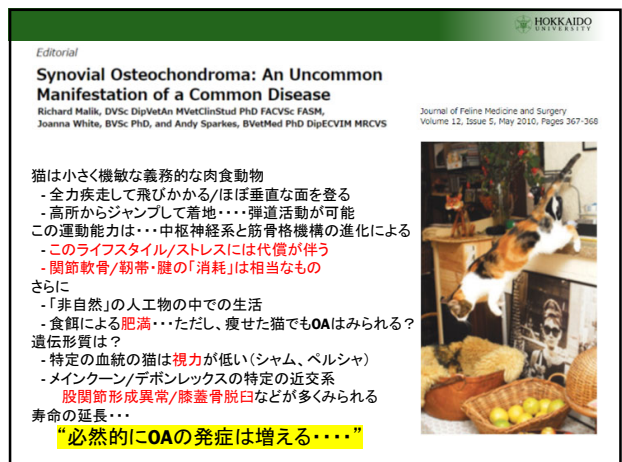 HOKKAIDO
UNIVERSITY
Editorial
Synovial Osteochondroma: An Uncommon
Manifestation of a Common Disease
Richard Malik, DVSc DipVetAn MVetClinStud PhD FACVSc FASM,
Joanna White, BVSc PhD, and Andy Sparkes, BVetMed PhD DipECVIM MRCVS
Journal of Feline Medicine and Surgery
Volume 12, Issue 5, May 2010, Pages 367-368
猫は小さく機敏な義務的な肉食動物
- 全力疾走して飛びかかる/ほぼ垂直な面を登る
- 高所からジャンプして着地・・・・弾道活動が可能
この運動能力は・・・中枢神経系と筋骨格機構の進化による
- このライフスタイル/ストレスには代償が伴う
- 関節軟骨/靭帯・腱の「消耗」は相当なもの
さらに
- 「非自然」の人工物の中での生活
- 食餌による肥満・・・ただし、痩せた猫でもOAはみられる？
遺伝形質は？
- 特定の血統の猫は視力が低い（シャム、ペルシャ）
- メインクーン/デボンレックスの特定の近交系
股関節形成異常/膝蓋骨脱臼などが多くみられる
寿命の延長・・・
“必然的にOAの発症は増える・・・・”